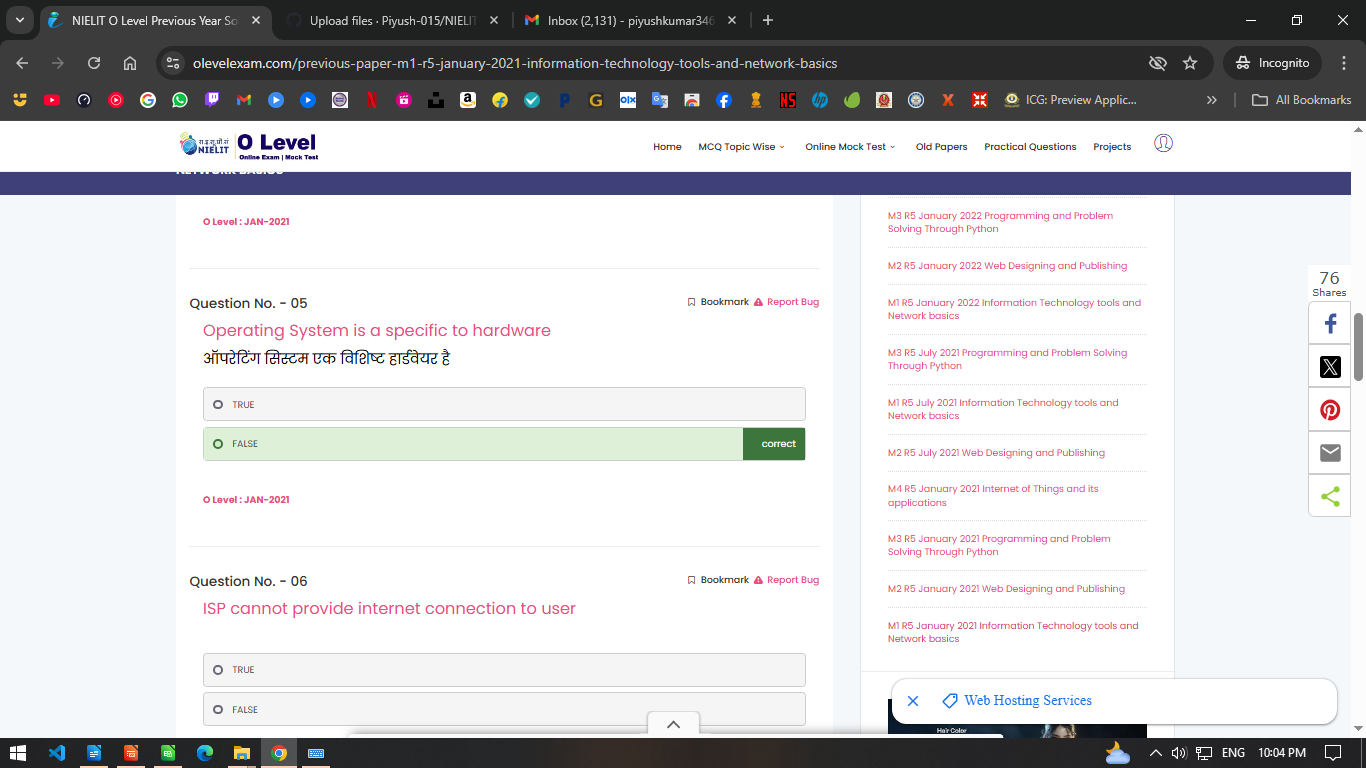 NIELIT O Level Previous Year So
Upload files · Piyush-015/NIELIT
Inbox (2,131) - piyushkumar346
olevelexam.com/previous-paper-m1-r5-january-2021-information-technology-tools-and-network-basics
Incognito
ICG: Preview Applic...
All Bookmarks
NIELIT
O Level
Online Exam | Mock Test
Home
MCQ Topic Wise
Online Mock Test
Old Papers
Practical Questions
Projects
NETWORK BASICS
O Level : JAN-2021
Question No. - 05
Bookmark
Report Bug
Operating System is a specific to hardware
ऑपरेटिंग सिस्टम एक विशिष्ट हार्डवेयर है
TRUE
FALSE
correct
O Level : JAN-2021
Question No. - 06
Bookmark
Report Bug
ISP cannot provide internet connection to user
TRUE
FALSE
M3 R5 January 2022 Programming and Problem
Solving Through Python
M2 R5 January 2022 Web Designing and Publishing
M1 R5 January 2022 Information Technology tools and
Network basics
M3 R5 July 2021 Programming and Problem Solving
Through Python
M1 R5 July 2021 Information Technology tools and
Network basics
M2 R5 July 2021 Web Designing and Publishing
M4 R5 January 2021 Internet of Things and its
applications
M3 R5 January 2021 Programming and Problem
Solving Through Python
M2 R5 January 2021 Web Designing and Publishing
M1 R5 January 2021 Information Technology tools and
Network basics
76
Shares
Web Hosting Services
Hair Color
ENG
10:04 PM